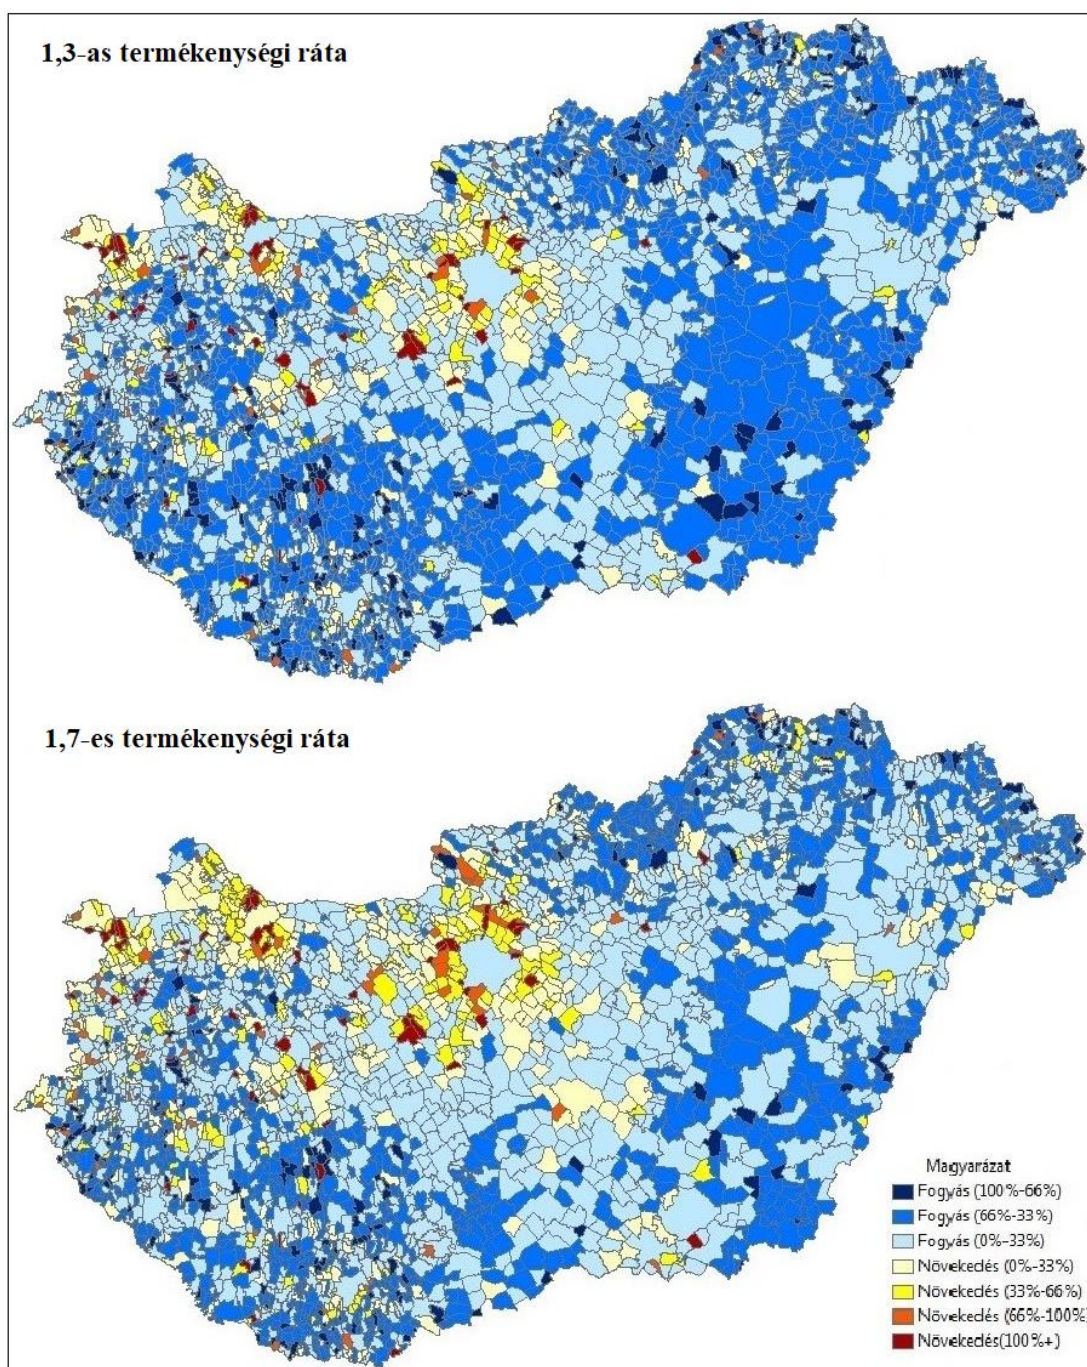 1,3-as termékenységi ráta
1,7-es termékenységi ráta
Magyarázat
Fogyás (100%-66%)
Fogyás (66%-33%)
Fogyás (0%-33%)
Növekedés (0%-33%)
Növekedés (33%-66%)
Növekedés (66%-100%)
Növekedés(100%+)